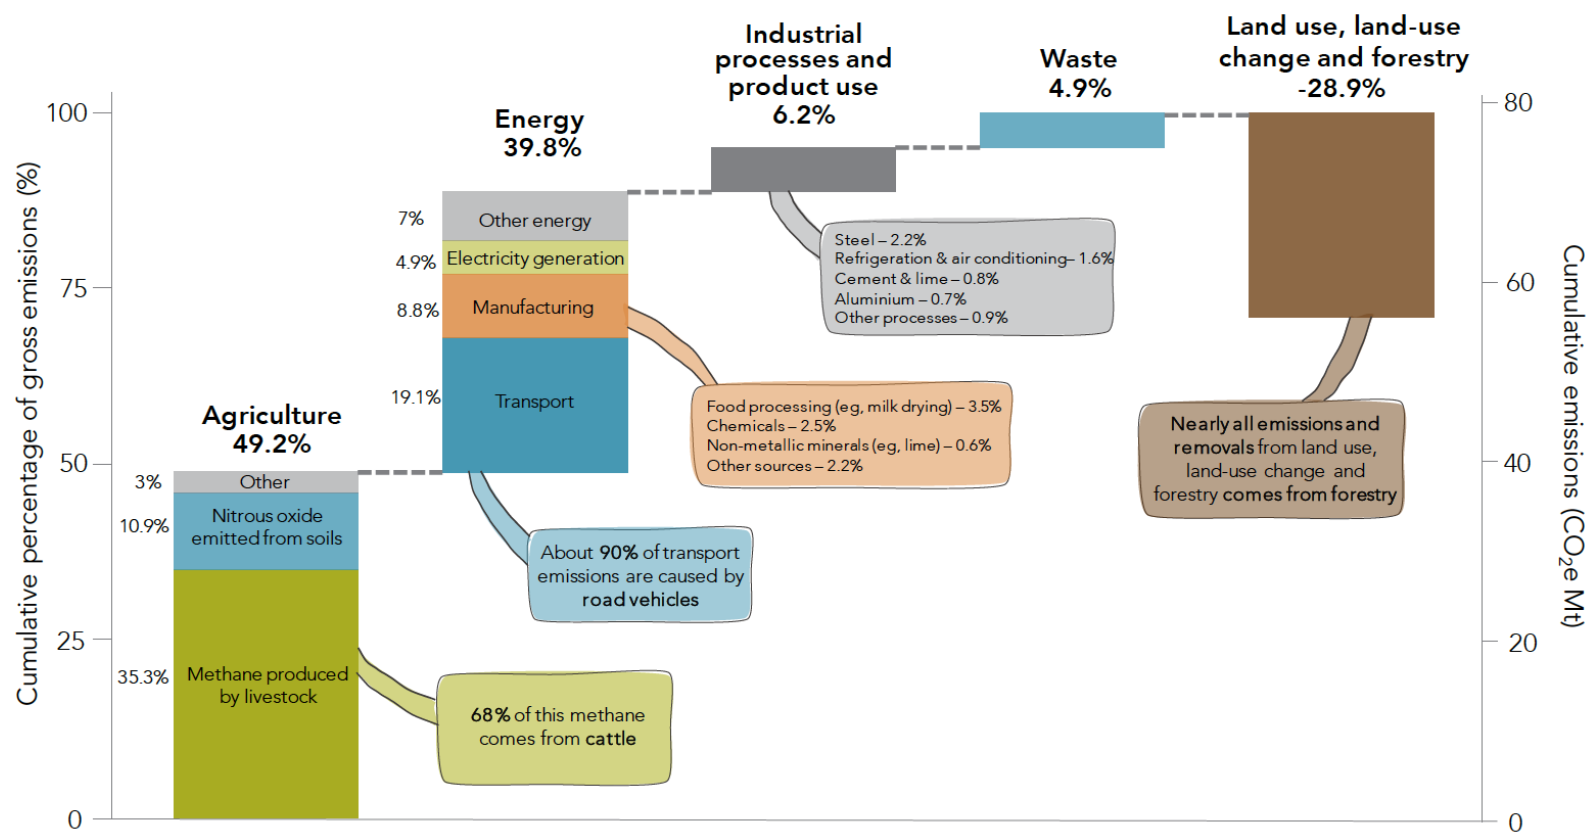 Cumulative percentage of gross emissions (%)
100
75
50
25
0
Agriculture
49.2%
3%
Other
10.9%
Nitrous oxide
emitted from soils
35.3%
Methane produced
by livestock
68% of this methane
comes from cattle
Energy
39.8%
7%
Other energy
4.9%
Electricity generation
8.8%
Manufacturing
19.1%
Transport
About 90% of transport
emissions are caused by
road vehicles
Food processing (eg, milk drying) – 3.5%
Chemicals – 2.5%
Non-metallic minerals (eg, lime) – 0.6%
Other sources – 2.2%
Industrial
processes and
product use
6.2%
Steel – 2.2%
Refrigeration & air conditioning– 1.6%
Cement & lime – 0.8%
Aluminium – 0.7%
Other processes – 0.9%
Waste
4.9%
Land use, land-use
change and forestry
-28.9%
Nearly all emissions and
removals from land use,
land-use change and
forestry comes from forestry
80
60
40
20
0
Cumulative emissions (CO₂e Mt)